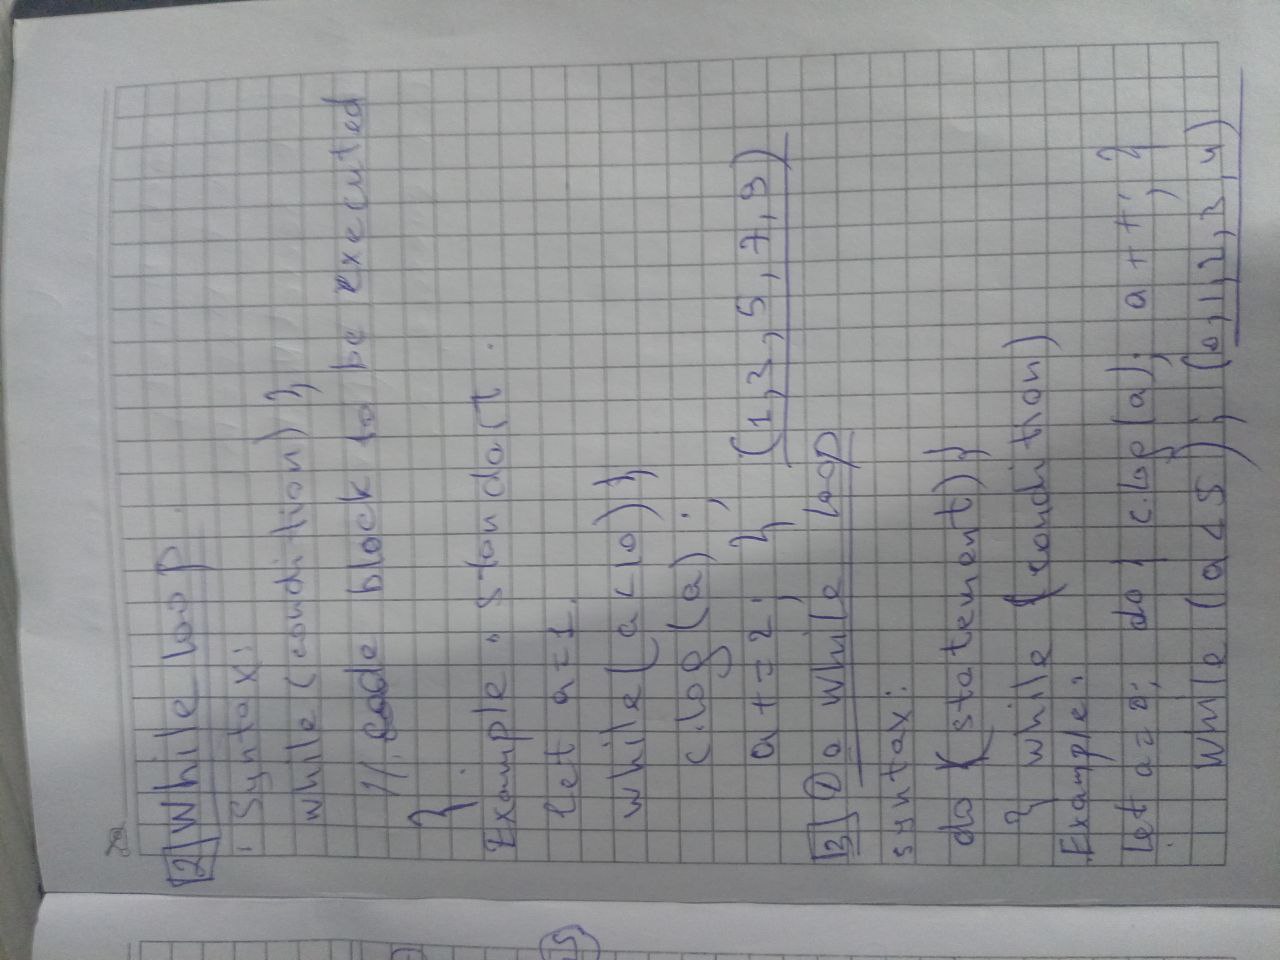 2 While loop
Syntax:
while (condition) {
// code block to be executed
}.
Example: standart.
let a=1.
while(a<10){
c.log(a);
a+=2; } (1,3,5,7,9)
3 Do while loop
syntax:
do {(statement)}
} while (condition)
Example:
let a=0; do{ c.log(a); a++; }
while (a<5); (0,1,2,3,4)